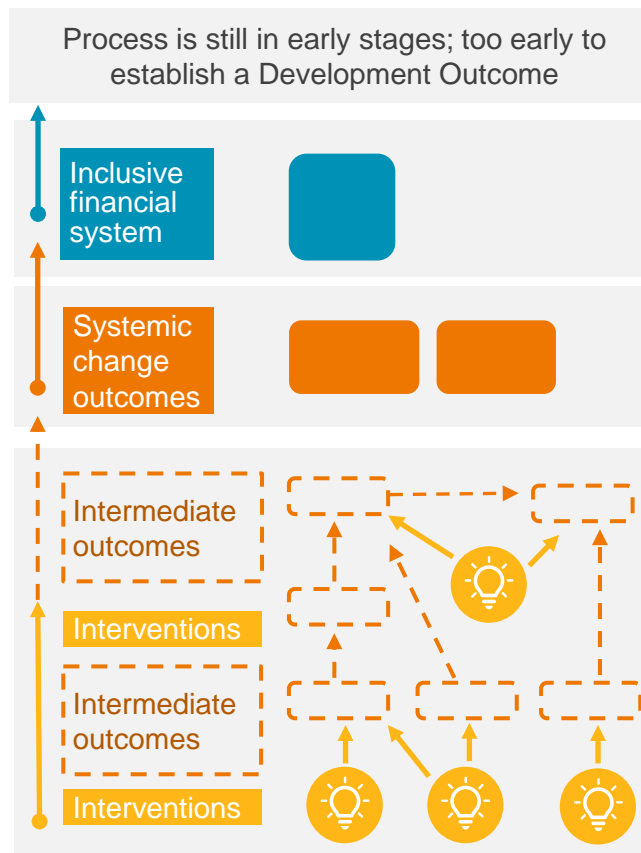 Process is still in early stages; too early to
establish a Development Outcome
Inclusive
financial
system
Systemic
change
outcomes
Intermediate
outcomes
Interventions
Intermediate
outcomes
Interventions